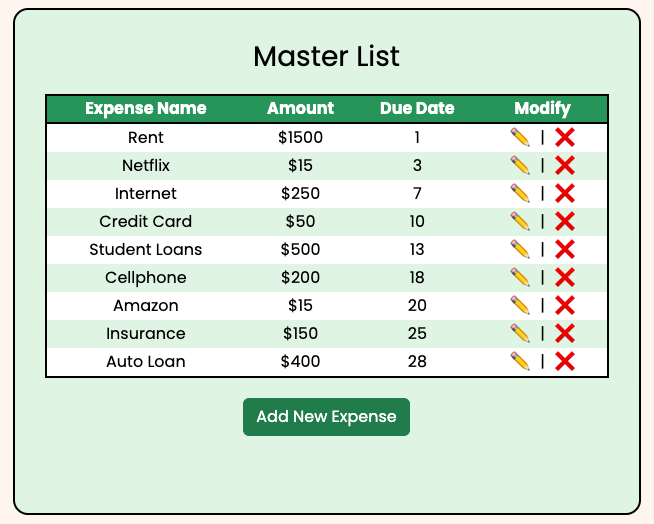 Master List
Expense Name Amount Due Date Modify
Rent $1500 1 |
Netflix $15 3 |
Internet $250 7 |
Credit Card $50 10 |
Student Loans $500 13 |
Cellphone $200 18 |
Amazon $15 20 |
Insurance $150 25 |
Auto Loan $400 28 |
Add New Expense